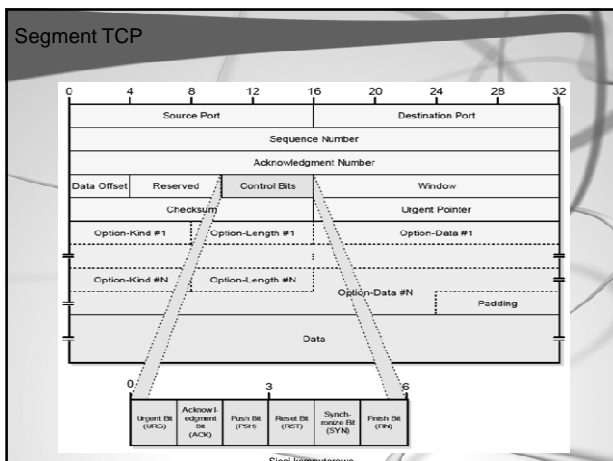 Segment TCP
0 4 8 12 16 20 24 28 32
Source Port Destination Port
Sequence Number
Acknowledgment Number
Data Offset Reserved Control Bits Window
Checksum Urgent Pointer
Option-Kind #1 Option-Length #1 Option-Data #1
Option-Kind #N Option-Length #N
Option-Data #N
Padding
Data
0 3 6
Urgent Bit (URG)
Acknowl-edgment Bit (ACK)
Push Bit (PSH)
Reset Bit (RST)
Synch-ronize Bit (SYN)
Finish Bit (FIN)
Sieci komputerowe